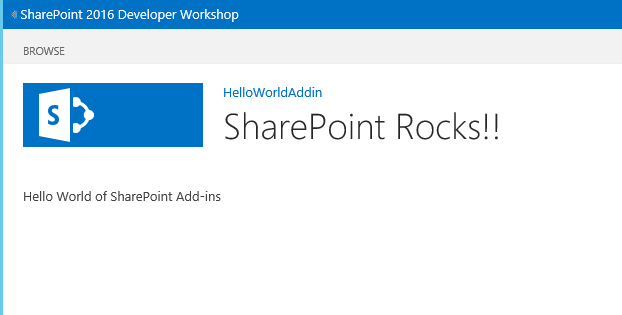 SharePoint 2016 Developer Workshop
BROWSE
S
HelloWorldAddin
SharePoint Rocks!!
Hello World of SharePoint Add-ins